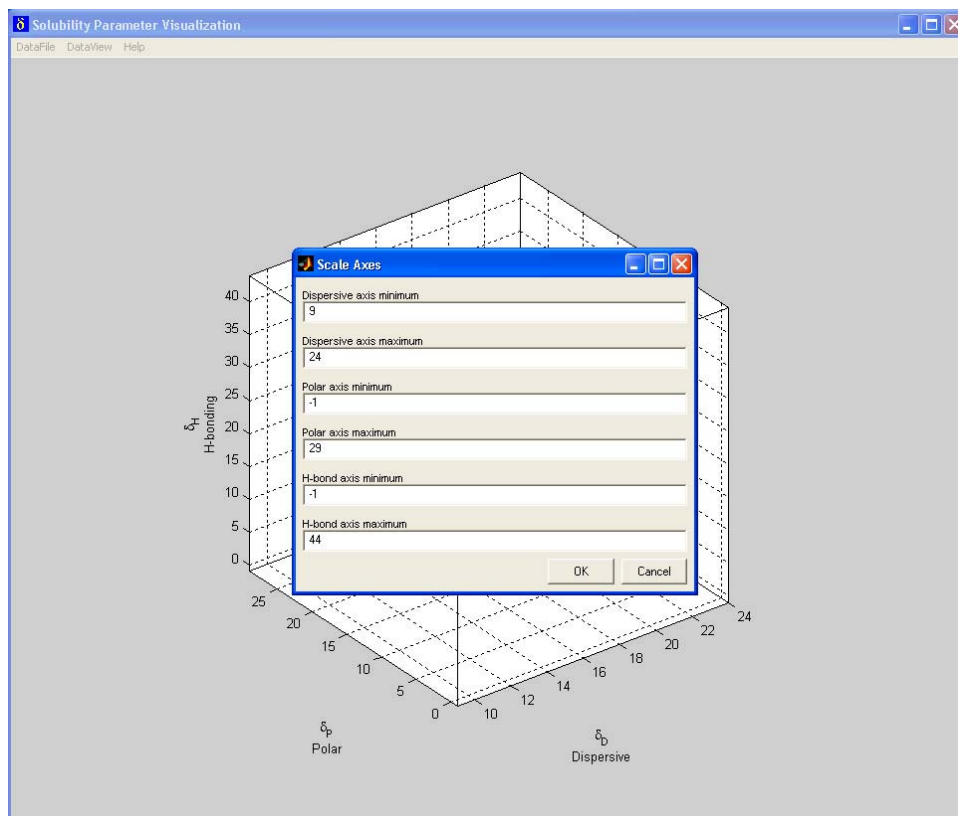 δ Solubility Parameter Visualization
DataFile DataView Help
Scale Axes
Dispersive axis minimum
9
Dispersive axis maximum
24
Polar axis minimum
-1
Polar axis maximum
29
H-bond axis minimum
-1
H-bond axis maximum
44
OK Cancel
40
35
30
25
20
15
10
5
0
δH
H-bonding
25
20
15
10
5
0
δP
Polar
10
12
14
16
18
20
22
24
δD
Dispersive